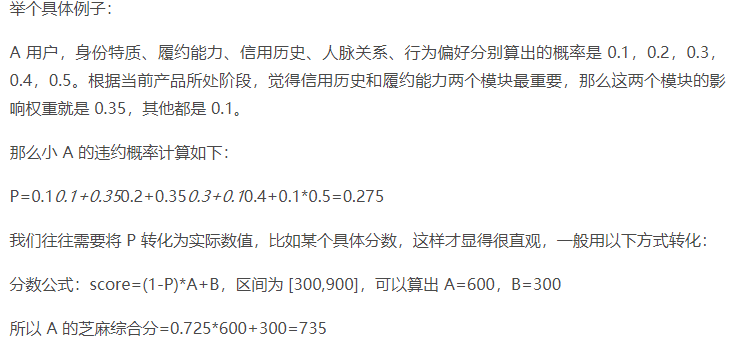 举个具体例子：
A 用户，身份特质、履约能力、信用历史、人脉关系、行为偏好分别算出的概率是 0.1，0.2，0.3，
0.4，0.5。根据当前产品所处阶段，觉得信用历史和履约能力两个模块最重要，那么这两个模块的影
响权重就是 0.35，其他都是 0.1。
那么小 A 的违约概率计算如下：
P=0.10.1+0.350.2+0.350.3+0.10.4+0.1*0.5=0.275
我们往往需要将 P 转化为实际数值，比如某个具体分数，这样才显得很直观，一般用以下方式转化：
分数公式：score=(1-P)*A+B，区间为 [300,900]，可以算出 A=600，B=300
所以 A 的芝麻综合分=0.725*600+300=735